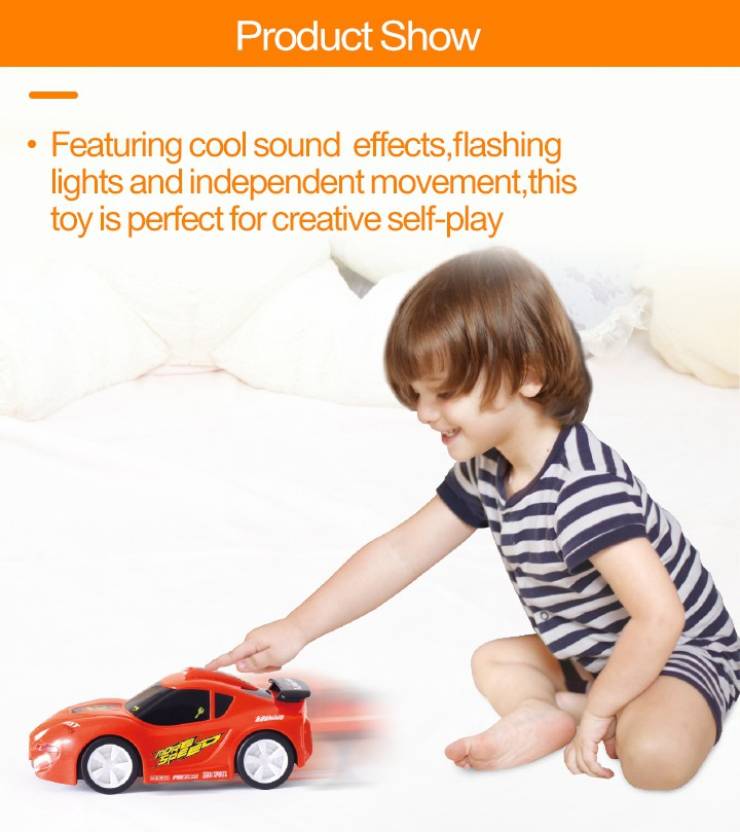 Product Show
• Featuring cool sound effects,flashing
lights and independent movement,this
toy is perfect for creative self-play
SPEED